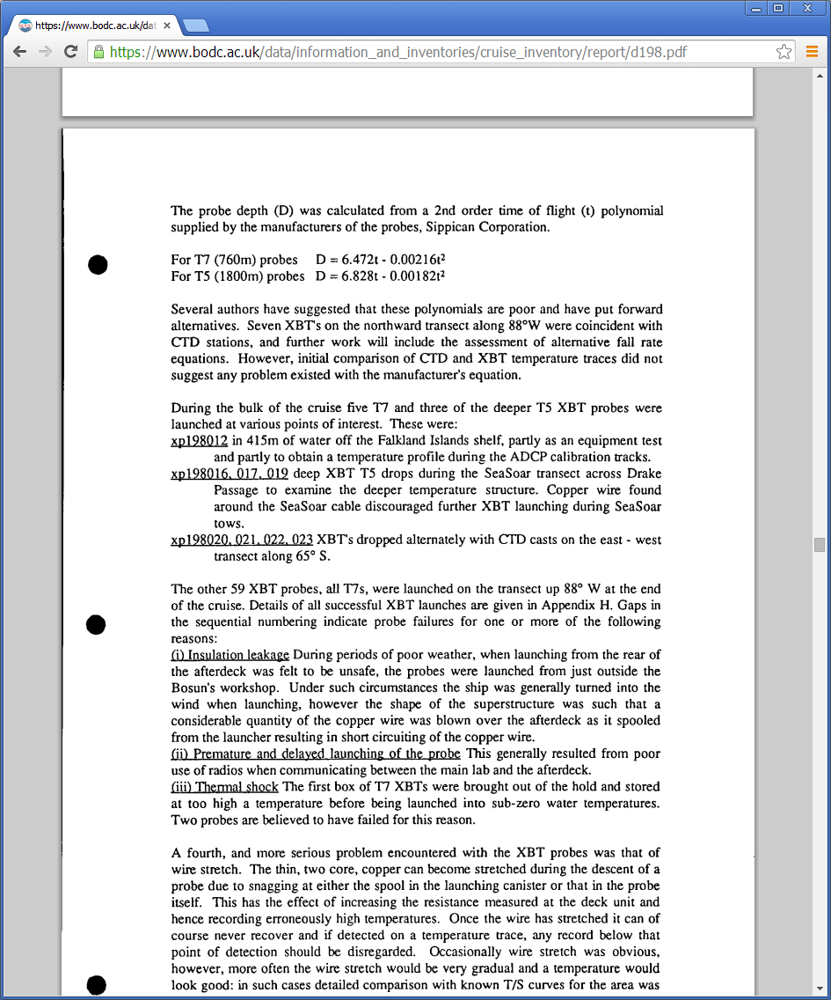 https://www.bodc.ac.uk/dat
https://www.bodc.ac.uk/data/information_and_inventories/cruise_inventory/report/d198.pdf
The probe depth (D) was calculated from a 2nd order time of flight (t) polynomial
supplied by the manufacturers of the probes, Sippican Corporation.
For T7 (760m) probes D = 6.472t - 0.00216t²
For T5 (1800m) probes D = 6.828t - 0.00182t²
Several authors have suggested that these polynomials are poor and have put forward
alternatives. Seven XBT's on the northward transect along 88°W were coincident with
CTD stations, and further work will include the assessment of alternative fall rate
equations. However, initial comparison of CTD and XBT temperature traces did not
suggest any problem existed with the manufacturer's equation.
During the bulk of the cruise five T7 and three of the deeper T5 XBT probes were
launched at various points of interest. These were:
xp198012 in 415m of water off the Falkland Islands shelf, partly as an equipment test
and partly to obtain a temperature profile during the ADCP calibration tracks.
xp198016, 017, 019 deep XBT T5 drops during the SeaSoar transect across Drake
Passage to examine the deeper temperature structure. Copper wire found
around the SeaSoar cable discouraged further XBT launching during SeaSoar
tows.
xp198020, 021, 022, 023 XBT's dropped alternately with CTD casts on the east - west
transect along 65° S.
The other 59 XBT probes, all T7s, were launched on the transect up 88° W at the end
of the cruise. Details of all successful XBT launches are given in Appendix H. Gaps in
the sequential numbering indicate probe failures for one or more of the following
reasons:
(i) Insulation leakage During periods of poor weather, when launching from the rear of
the afterdeck was felt to be unsafe, the probes were launched from just outside the
Bosun's workshop. Under such circumstances the ship was generally turned into the
wind when launching, however the shape of the superstructure was such that a
considerable quantity of the copper wire was blown over the afterdeck as it spooled
from the launcher resulting in short circuiting of the copper wire.
(ii) Premature and delayed launching of the probe This generally resulted from poor
use of radios when communicating between the main lab and the afterdeck.
(iii) Thermal shock The first box of T7 XBTs were brought out of the hold and stored
at too high a temperature before being launched into sub-zero water temperatures.
Two probes are believed to have failed for this reason.
A fourth, and more serious problem encountered with the XBT probes was that of
wire stretch. The thin, two core, copper can become stretched during the descent of a
probe due to snagging at either the spool in the launching canister or that in the probe
itself. This has the effect of increasing the resistance measured at the deck unit and
hence recording erroneously high temperatures. Once the wire has stretched it can of
course never recover and if detected on a temperature trace, any record below that
point of detection should be disregarded. Occasionally wire stretch was obvious,
however, more often the wire stretch would be very gradual and a temperature would
look good: in such cases detailed comparison with known T/S curves for the area was